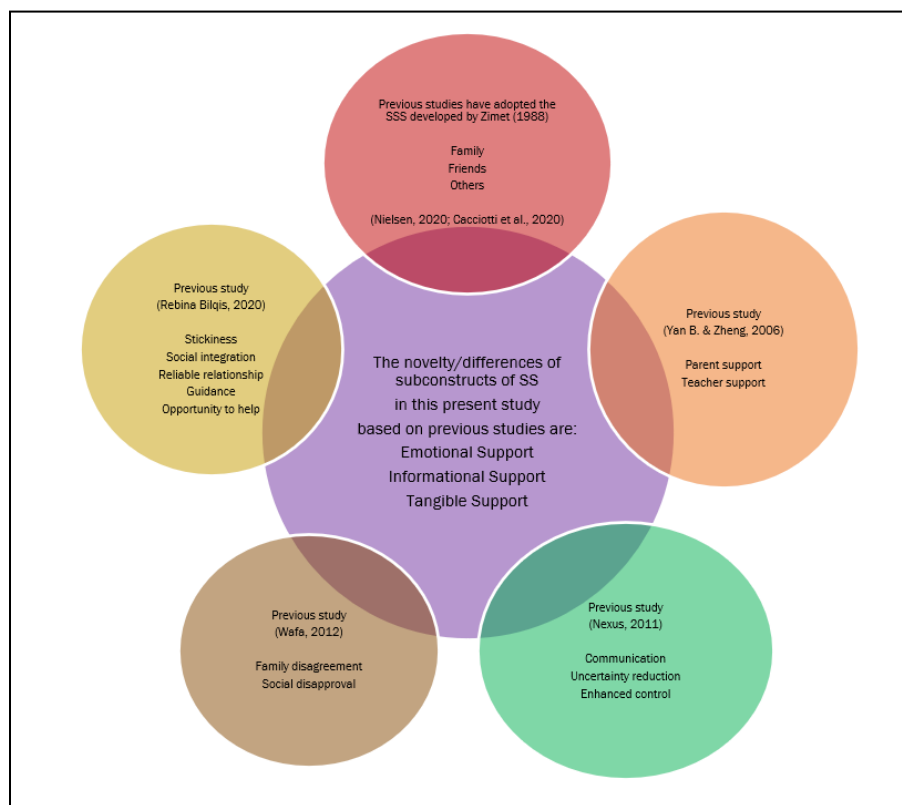 Previous studies have adopted the
SSS developed by Zimet (1988)
Family
Friends
Others
(Nielsen, 2020; Cacciotti et al., 2020)
Previous study
(Rebina Bilqis, 2020)
Stickiness
Social integration
Reliable relationship
Guidance
Opportunity to help
The novelty/differences of
subconstructs of SS
in this present study
based on previous studies are:
Emotional Support
Informational Support
Tangible Support
Previous study
(Yan B. & Zheng, 2006)
Parent support
Teacher support
Previous study
(Wafa, 2012)
Family disagreement
Social disapproval
Previous study
(Nexus, 2011)
Communication
Uncertainty reduction
Enhanced control